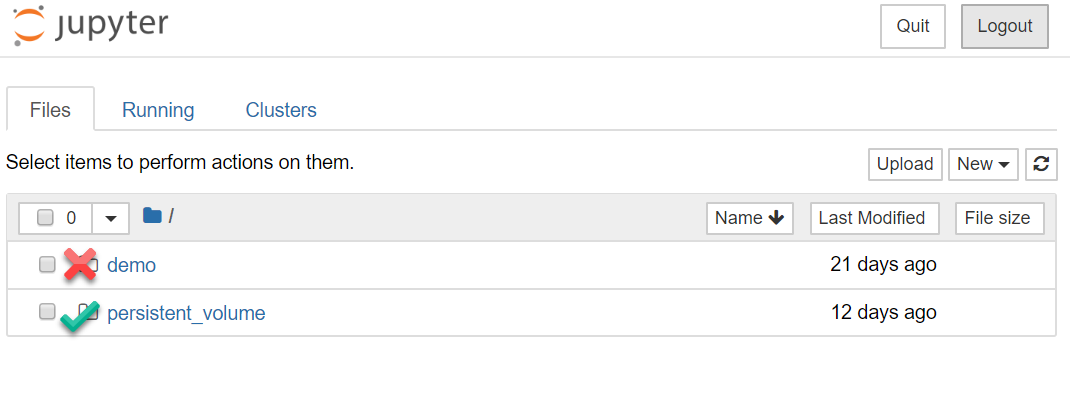 jupyter Quit Logout
Files Running Clusters
Select items to perform actions on them. Upload New
0 / Name Last Modified File size
demo 21 days ago
persistent_volume 12 days ago